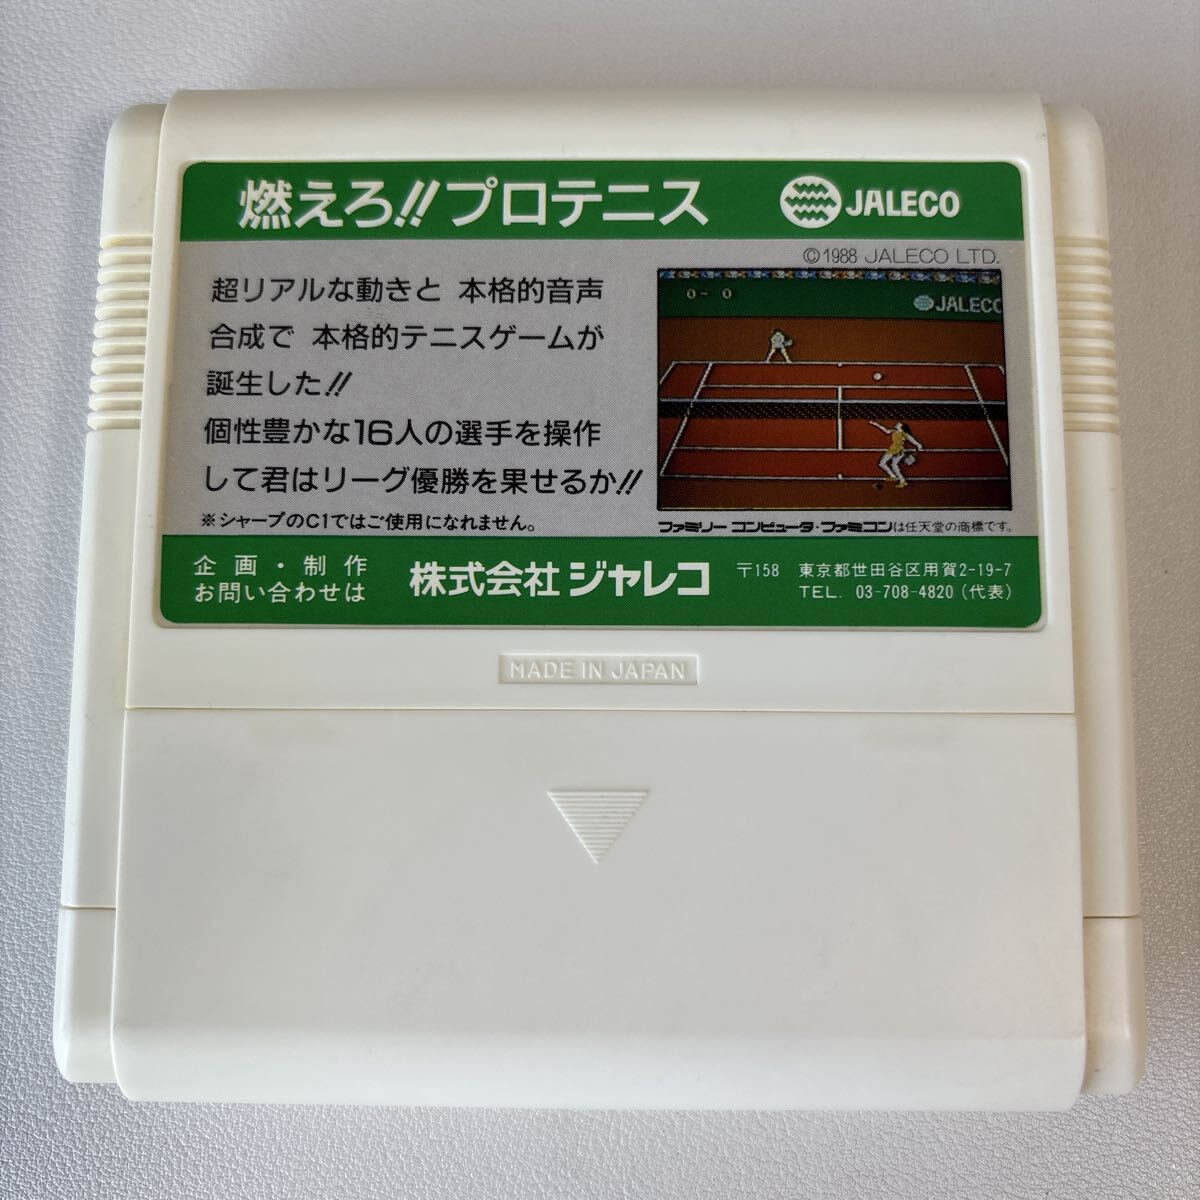 燃えろ!!プロテニス
JALECO
©1988 JALECO LTD.
超リアルな動きと 本格的音声
合成で 本格的テニスゲームが
誕生した!!
個性豊かな16人の選手を操作
して君はリーグ優勝を果せるか!!
※シャープのC1ではご使用になれません。
0- 0
JALECO
ファミリー コンピュータ・ファミコンは任天堂の商標です。
企画・制作
お問い合わせは
株式会社 ジャレコ
〒158 東京都世田谷区用賀2-19-7
TEL. 03-708-4820(代表)
MADE IN JAPAN